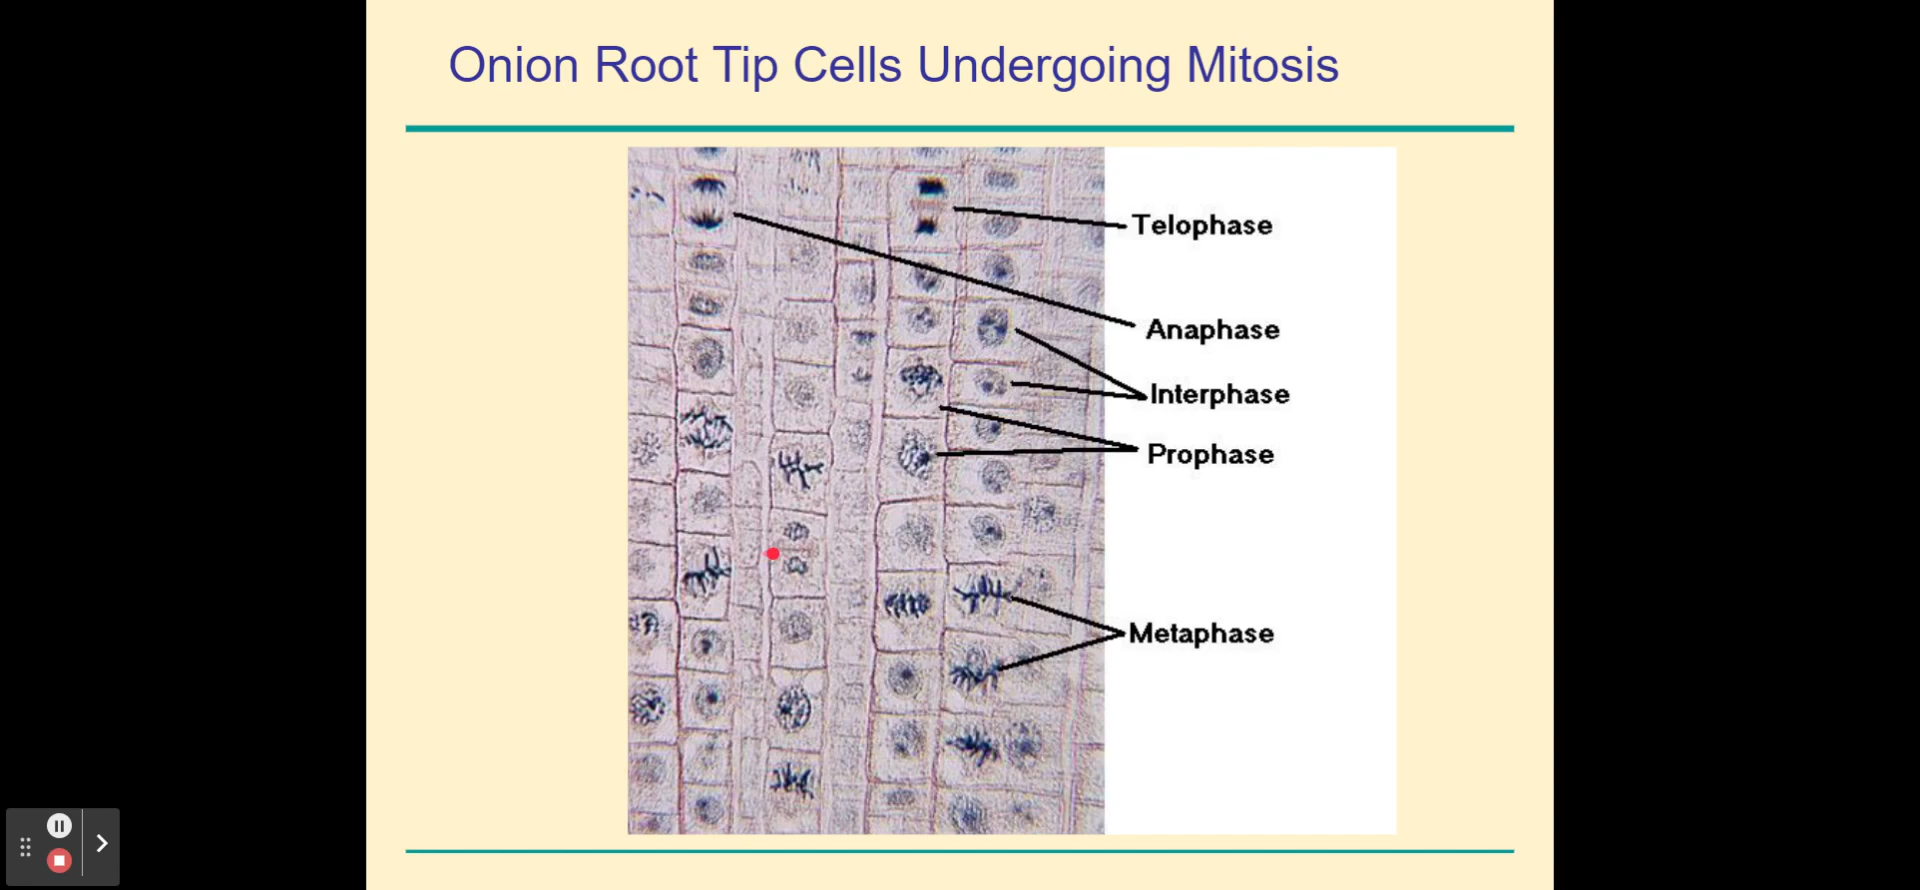 Onion Root Tip Cells Undergoing Mitosis
Telophase
Anaphase
Interphase
Prophase
Metaphase